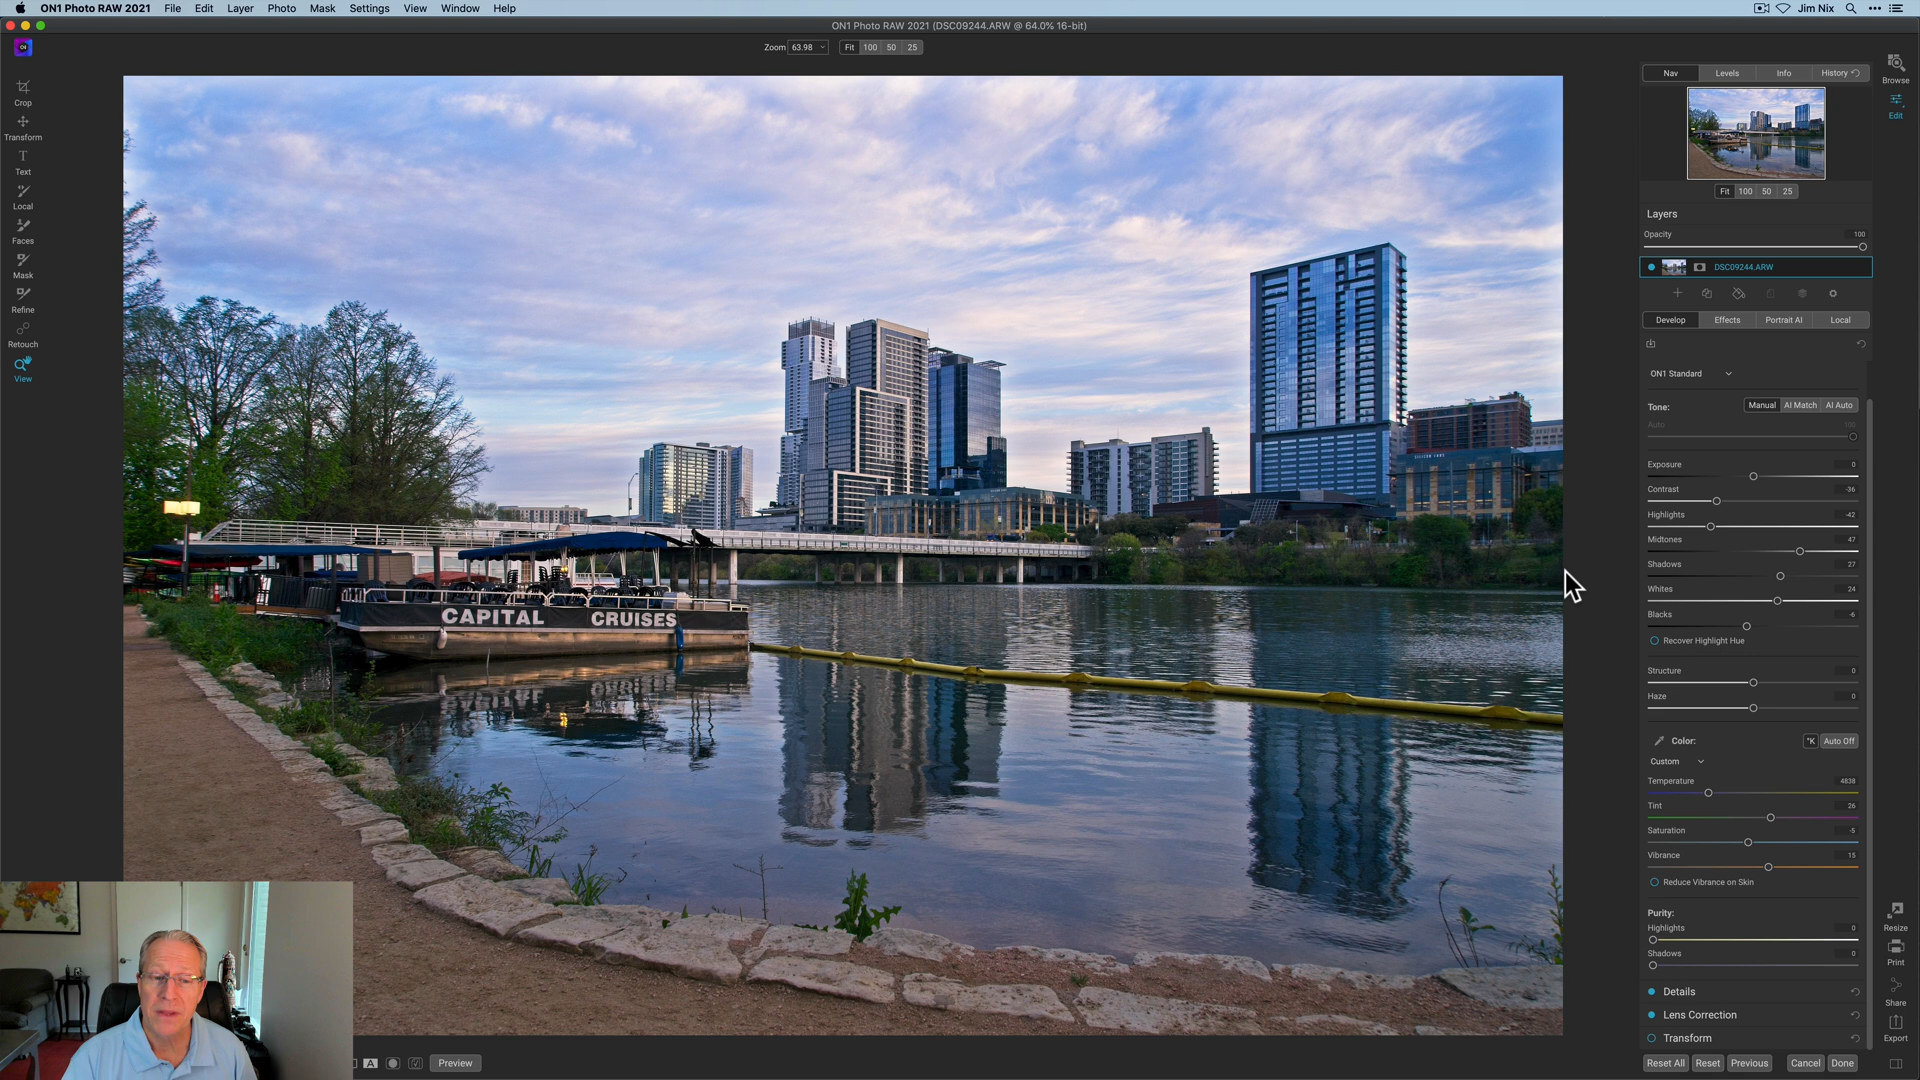 ON1 Photo RAW 2021 File Edit Layer Photo Mask Settings View Window Help Jim Nix
ON1 Photo RAW 2021 (DSC09244.ARW @ 64.0% 16-bit)
Zoom 63.98 Fit 100 50 25
Crop
Transform
Text
Local
Faces
Mask
Refine
Retouch
View
CAPITAL CRUISES
A Preview
Nav Levels Info History
Fit 100 50 25
Layers
Opacity 100
DSC09244.ARW
Develop Effects Portrait AI Local
ON1 Standard
Tone: Manual AI Match AI Auto
Auto 100
Exposure 0
Contrast -36
Highlights -42
Midtones 47
Shadows 27
Whites 24
Blacks -6
Recover Highlight Hue
Structure 0
Haze 0
Color: °K Auto Off
Custom
Temperature 4838
Tint 26
Saturation -5
Vibrance 15
Reduce Vibrance on Skin
Purity:
Highlights 0
Shadows 0
Details
Lens Correction
Transform
Reset All Reset Previous Cancel Done
Browse
Edit
Resize
Print
Share
Export